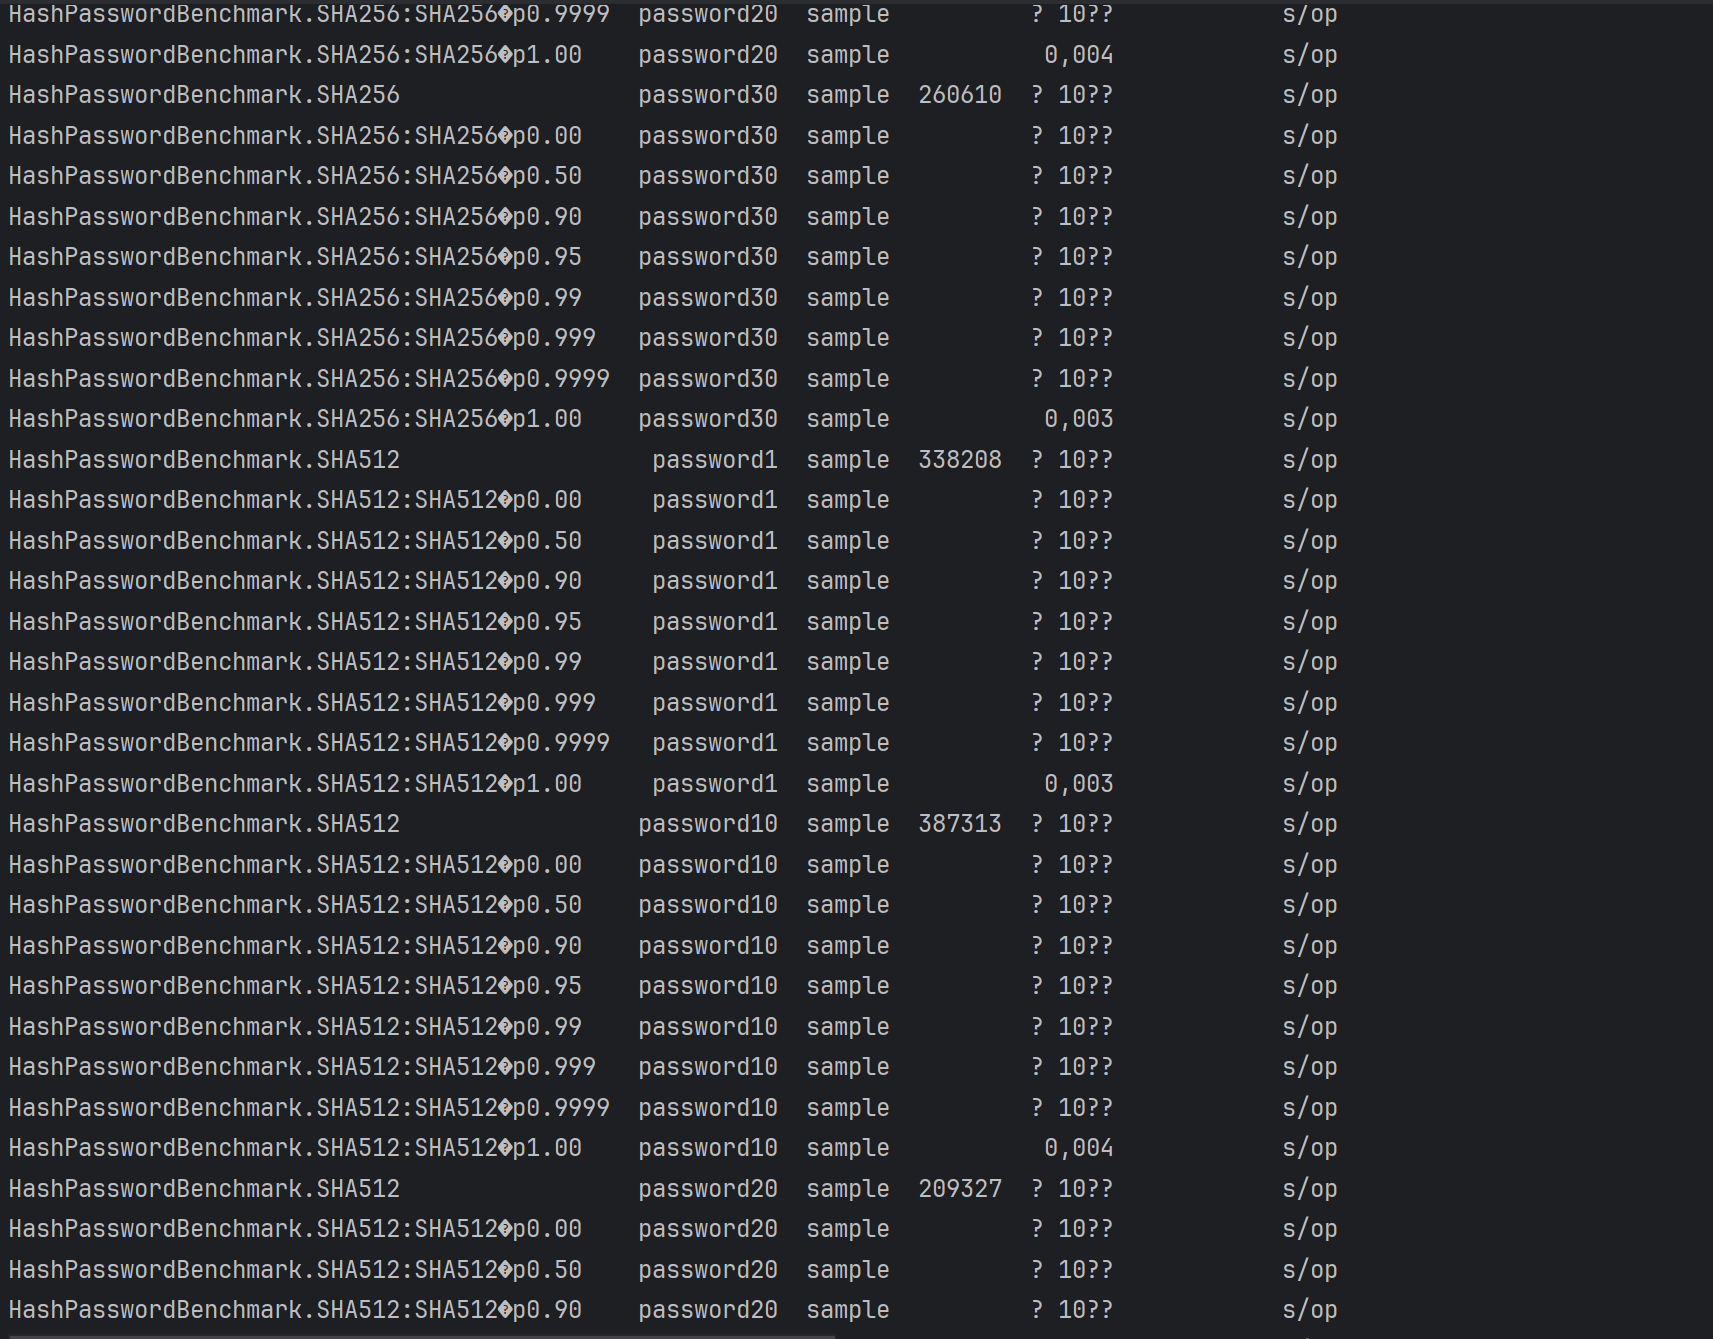 HashPasswordBenchmark.SHA256:SHA256�p0.9999 password20 sample ? 10?? s/op
HashPasswordBenchmark.SHA256:SHA256�p1.00 password20 sample 0,004 s/op
HashPasswordBenchmark.SHA256 password30 sample 260610 ? 10?? s/op
HashPasswordBenchmark.SHA256:SHA256�p0.00 password30 sample ? 10?? s/op
HashPasswordBenchmark.SHA256:SHA256�p0.50 password30 sample ? 10?? s/op
HashPasswordBenchmark.SHA256:SHA256�p0.90 password30 sample ? 10?? s/op
HashPasswordBenchmark.SHA256:SHA256�p0.95 password30 sample ? 10?? s/op
HashPasswordBenchmark.SHA256:SHA256�p0.99 password30 sample ? 10?? s/op
HashPasswordBenchmark.SHA256:SHA256�p0.999 password30 sample ? 10?? s/op
HashPasswordBenchmark.SHA256:SHA256�p0.9999 password30 sample ? 10?? s/op
HashPasswordBenchmark.SHA256:SHA256�p1.00 password30 sample 0,003 s/op
HashPasswordBenchmark.SHA512 password1 sample 338208 ? 10?? s/op
HashPasswordBenchmark.SHA512:SHA512�p0.00 password1 sample ? 10?? s/op
HashPasswordBenchmark.SHA512:SHA512�p0.50 password1 sample ? 10?? s/op
HashPasswordBenchmark.SHA512:SHA512�p0.90 password1 sample ? 10?? s/op
HashPasswordBenchmark.SHA512:SHA512�p0.95 password1 sample ? 10?? s/op
HashPasswordBenchmark.SHA512:SHA512�p0.99 password1 sample ? 10?? s/op
HashPasswordBenchmark.SHA512:SHA512�p0.999 password1 sample ? 10?? s/op
HashPasswordBenchmark.SHA512:SHA512�p0.9999 password1 sample ? 10?? s/op
HashPasswordBenchmark.SHA512:SHA512�p1.00 password1 sample 0,003 s/op
HashPasswordBenchmark.SHA512 password10 sample 387313 ? 10?? s/op
HashPasswordBenchmark.SHA512:SHA512�p0.00 password10 sample ? 10?? s/op
HashPasswordBenchmark.SHA512:SHA512�p0.50 password10 sample ? 10?? s/op
HashPasswordBenchmark.SHA512:SHA512�p0.90 password10 sample ? 10?? s/op
HashPasswordBenchmark.SHA512:SHA512�p0.95 password10 sample ? 10?? s/op
HashPasswordBenchmark.SHA512:SHA512�p0.99 password10 sample ? 10?? s/op
HashPasswordBenchmark.SHA512:SHA512�p0.999 password10 sample ? 10?? s/op
HashPasswordBenchmark.SHA512:SHA512�p0.9999 password10 sample ? 10?? s/op
HashPasswordBenchmark.SHA512:SHA512�p1.00 password10 sample 0,004 s/op
HashPasswordBenchmark.SHA512 password20 sample 209327 ? 10?? s/op
HashPasswordBenchmark.SHA512:SHA512�p0.00 password20 sample ? 10?? s/op
HashPasswordBenchmark.SHA512:SHA512�p0.50 password20 sample ? 10?? s/op
HashPasswordBenchmark.SHA512:SHA512�p0.90 password20 sample ? 10?? s/op